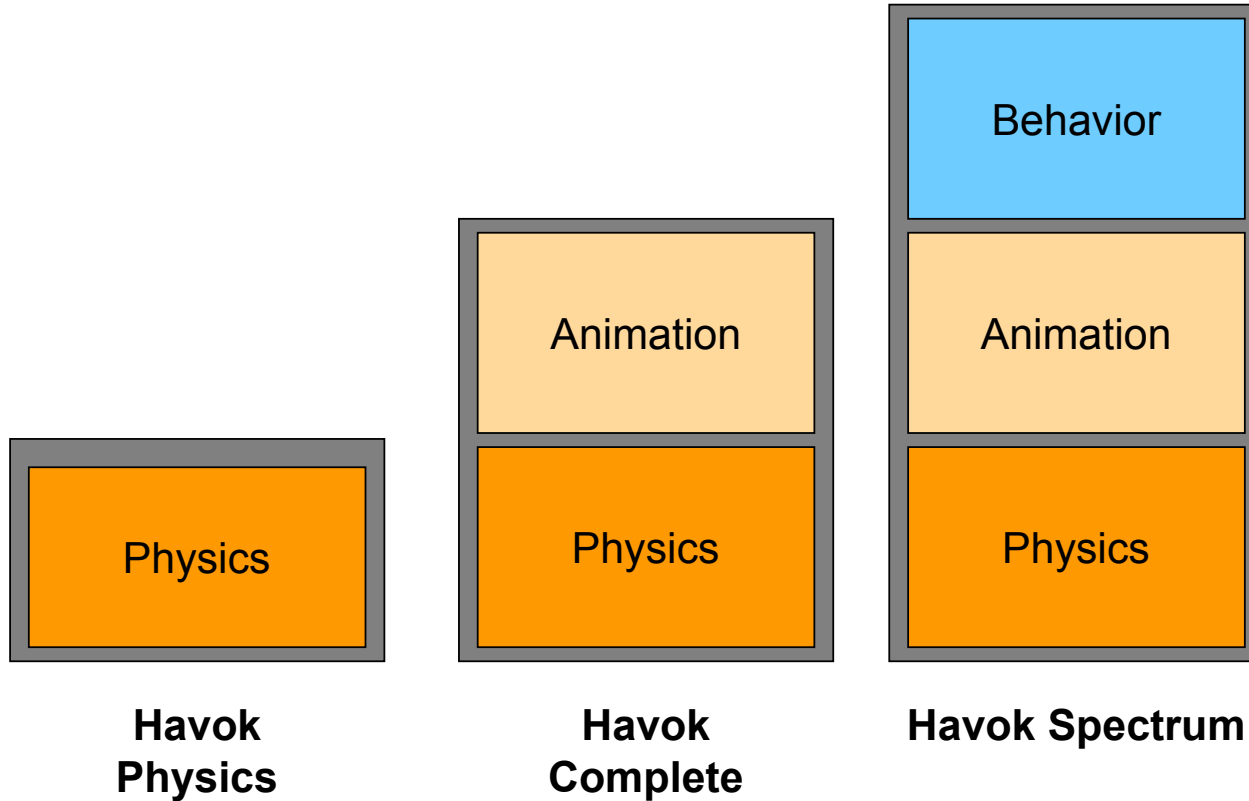 Behavior
Animation
Animation
Physics
Physics
Physics
Havok
Physics
Havok
Complete
Havok Spectrum